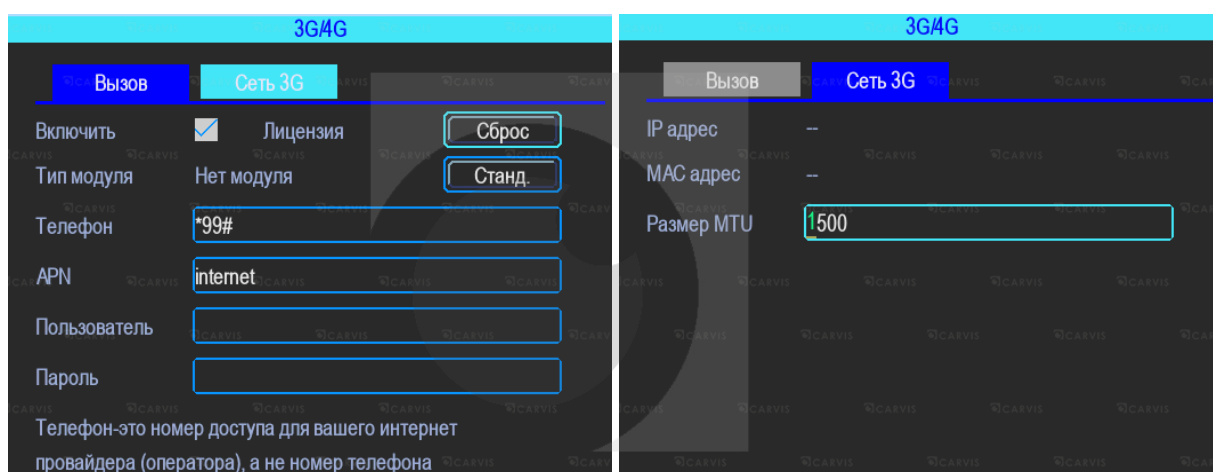 3G/4G
Вызов Сеть 3G
Включить Лицензия Сброс
Тип модуля Нет модуля Станд.
Телефон *99#
APN internet
Пользователь
Пароль
Телефон-это номер доступа для вашего интернет
провайдера (оператора), а не номер телефона
3G/4G
Вызов Сеть 3G
IP адрес --
MAC адрес --
Размер MTU 1500
CARVIS